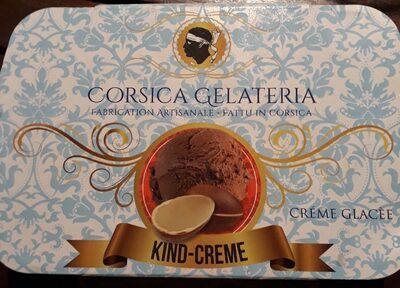 CORSICA GELATERIA
FABRICATION ARTISANALE - FATTU IN CORSICA
CRÈME GLACÉE
KIND-CREME